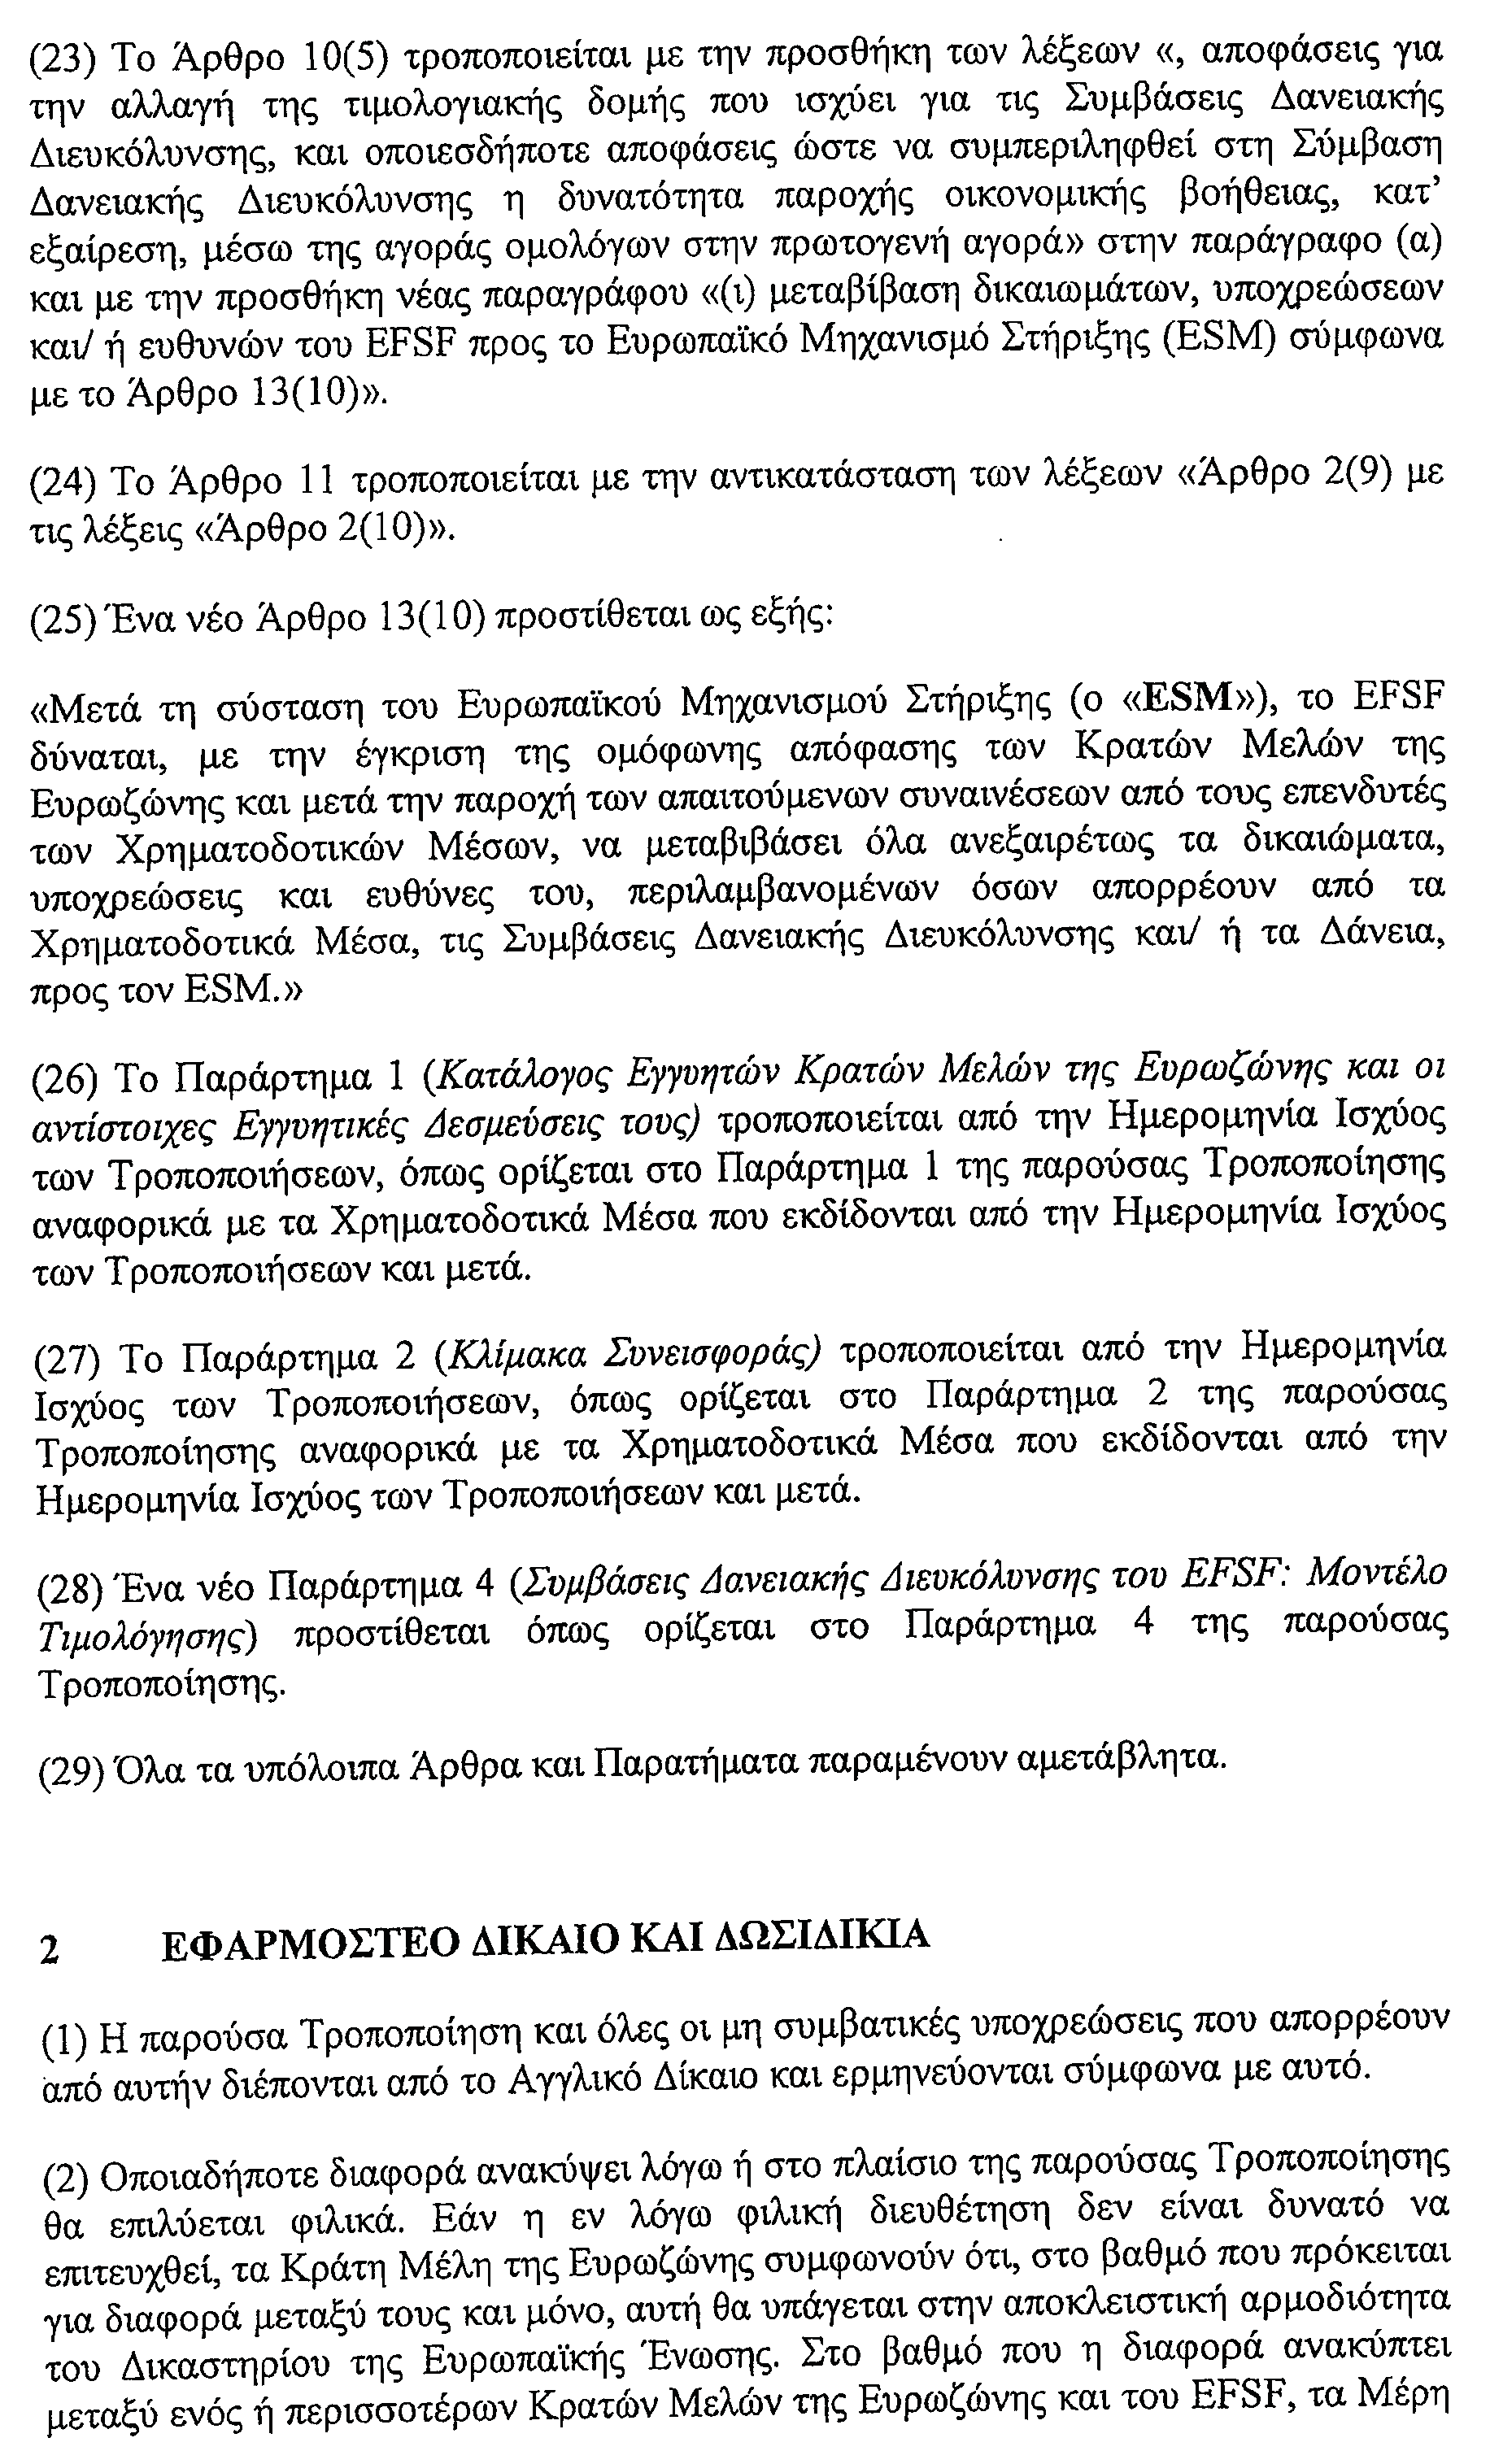 (23) Το Άρθρο 10(5) τροποποιείται με την προσθήκη των λέξεων «, αποφάσεις για
την αλλαγή της τιμολογιακής δομής που ισχύει για τις Συμβάσεις Δανειακής
Διευκόλυνσης, και οποιεσδήποτε αποφάσεις ώστε να συμπεριληφθεί στη Σύμβαση
Δανειακής Διευκόλυνσης η δυνατότητα παροχής οικονομικής βοήθειας, κατ’
εξαίρεση, μέσω της αγοράς ομολόγων στην πρωτογενή αγορά» στην παράγραφο (α)
και με την προσθήκη νέας παραγράφου «(ι) μεταβίβαση δικαιωμάτων, υποχρεώσεων
και/ ή ευθυνών του EFSF προς το Ευρωπαϊκό Μηχανισμό Στήριξης (ESM) σύμφωνα
με το Άρθρο 13(10)».
(24) Το Άρθρο 11 τροποποιείται με την αντικατάσταση των λέξεων «Άρθρο 2(9) με
τις λέξεις «Άρθρο 2(10)».
(25) Ένα νέο Άρθρο 13(10) προστίθεται ως εξής:
«Μετά τη σύσταση του Ευρωπαϊκού Μηχανισμού Στήριξης (ο «ESM»), το EFSF
δύναται, με την έγκριση της ομόφωνης απόφασης των Κρατών Μελών της
Ευρωζώνης και μετά την παροχή των απαιτούμενων συναινέσεων από τους επενδυτές
των Χρηματοδοτικών Μέσων, να μεταβιβάσει όλα ανεξαιρέτως τα δικαιώματα,
υποχρεώσεις και ευθύνες του, περιλαμβανομένων όσων απορρέουν από τα
Χρηματοδοτικά Μέσα, τις Συμβάσεις Δανειακής Διευκόλυνσης και/ ή τα Δάνεια,
προς τον ESM.»
(26) Το Παράρτημα 1 (Κατάλογος Εγγυητών Κρατών Μελών της Ευρωζώνης και οι
αντίστοιχες Εγγυητικές Δεσμεύσεις τους) τροποποιείται από την Ημερομηνία Ισχύος
των Τροποποιήσεων, όπως ορίζεται στο Παράρτημα 1 της παρούσας Τροποποίησης
αναφορικά με τα Χρηματοδοτικά Μέσα που εκδίδονται από την Ημερομηνία Ισχύος
των Τροποποιήσεων και μετά.
(27) Το Παράρτημα 2 (Κλίμακα Συνεισφοράς) τροποποιείται από την Ημερομηνία
Ισχύος των Τροποποιήσεων, όπως ορίζεται στο Παράρτημα 2 της παρούσας
Τροποποίησης αναφορικά με τα Χρηματοδοτικά Μέσα που εκδίδονται από την
Ημερομηνία Ισχύος των Τροποποιήσεων και μετά.
(28) Ένα νέο Παράρτημα 4 (Συμβάσεις Δανειακής Διευκόλυνσης του EFSF: Μοντέλο
Τιμολόγησης) προστίθεται όπως ορίζεται στο Παράρτημα 4 της παρούσας
Τροποποίησης.
(29) Όλα τα υπόλοιπα Άρθρα και Παρατήματα παραμένουν αμετάβλητα.
2 ΕΦΑΡΜΟΣΤΕΟ ΔΙΚΑΙΟ ΚΑΙ ΔΩΣΙΔΙΚΙΑ
(1) Η παρούσα Τροποποίηση και όλες οι μη συμβατικές υποχρεώσεις που απορρέουν
από αυτήν διέπονται από το Αγγλικό Δίκαιο και ερμηνεύονται σύμφωνα με αυτό.
(2) Οποιαδήποτε διαφορά ανακύψει λόγω ή στο πλαίσιο της παρούσας Τροποποίησης
θα επιλύεται φιλικά. Εάν η εν λόγω φιλική διευθέτηση δεν είναι δυνατό να
επιτευχθεί, τα Κράτη Μέλη της Ευρωζώνης συμφωνούν ότι, στο βαθμό που πρόκειται
για διαφορά μεταξύ τους και μόνο, αυτή θα υπάγεται στην αποκλειστική αρμοδιότητα
του Δικαστηρίου της Ευρωπαϊκής Ένωσης. Στο βαθμό που η διαφορά ανακύπτει
μεταξύ ενός ή περισσοτέρων Κρατών Μελών της Ευρωζώνης και του EFSF, τα Μέρη